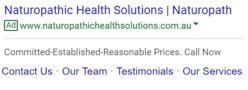 Naturopathic Health Solutions | Naturopath
Ad www.naturopathichealthsolutions.com.au
Committed-Established-Reasonable Prices. Call Now
Contact Us · Our Team · Testimonials · Our Services